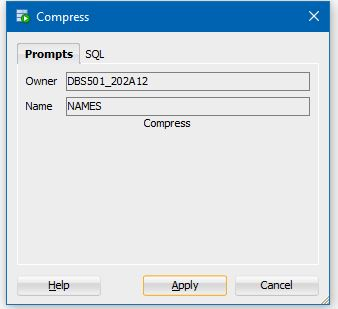 Compress
Prompts SQL
Owner DBS501_202A12
Name NAMES
Compress
Help Apply Cancel